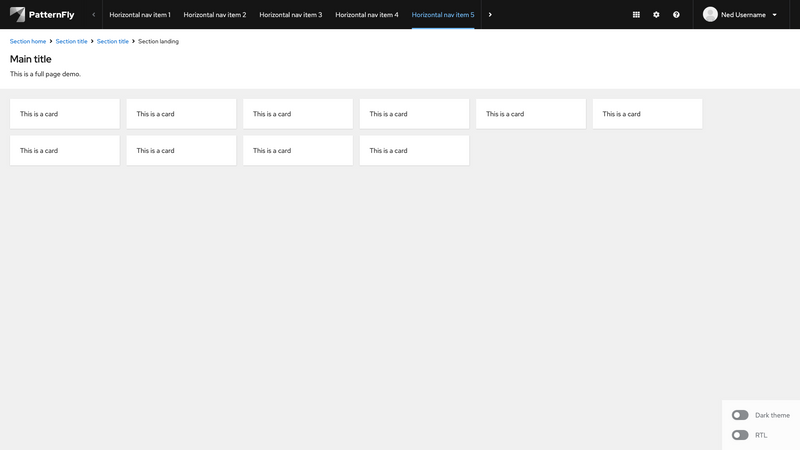 PatternFly Horizontal nav item 1 Horizontal nav item 2 Horizontal nav item 3 Horizontal nav item 4 Horizontal nav item 5 Ned Username
Section home Section title Section title Section landing
Main title
This is a full page demo.
This is a card This is a card This is a card This is a card This is a card This is a card
This is a card This is a card This is a card This is a card
Dark theme
RTL